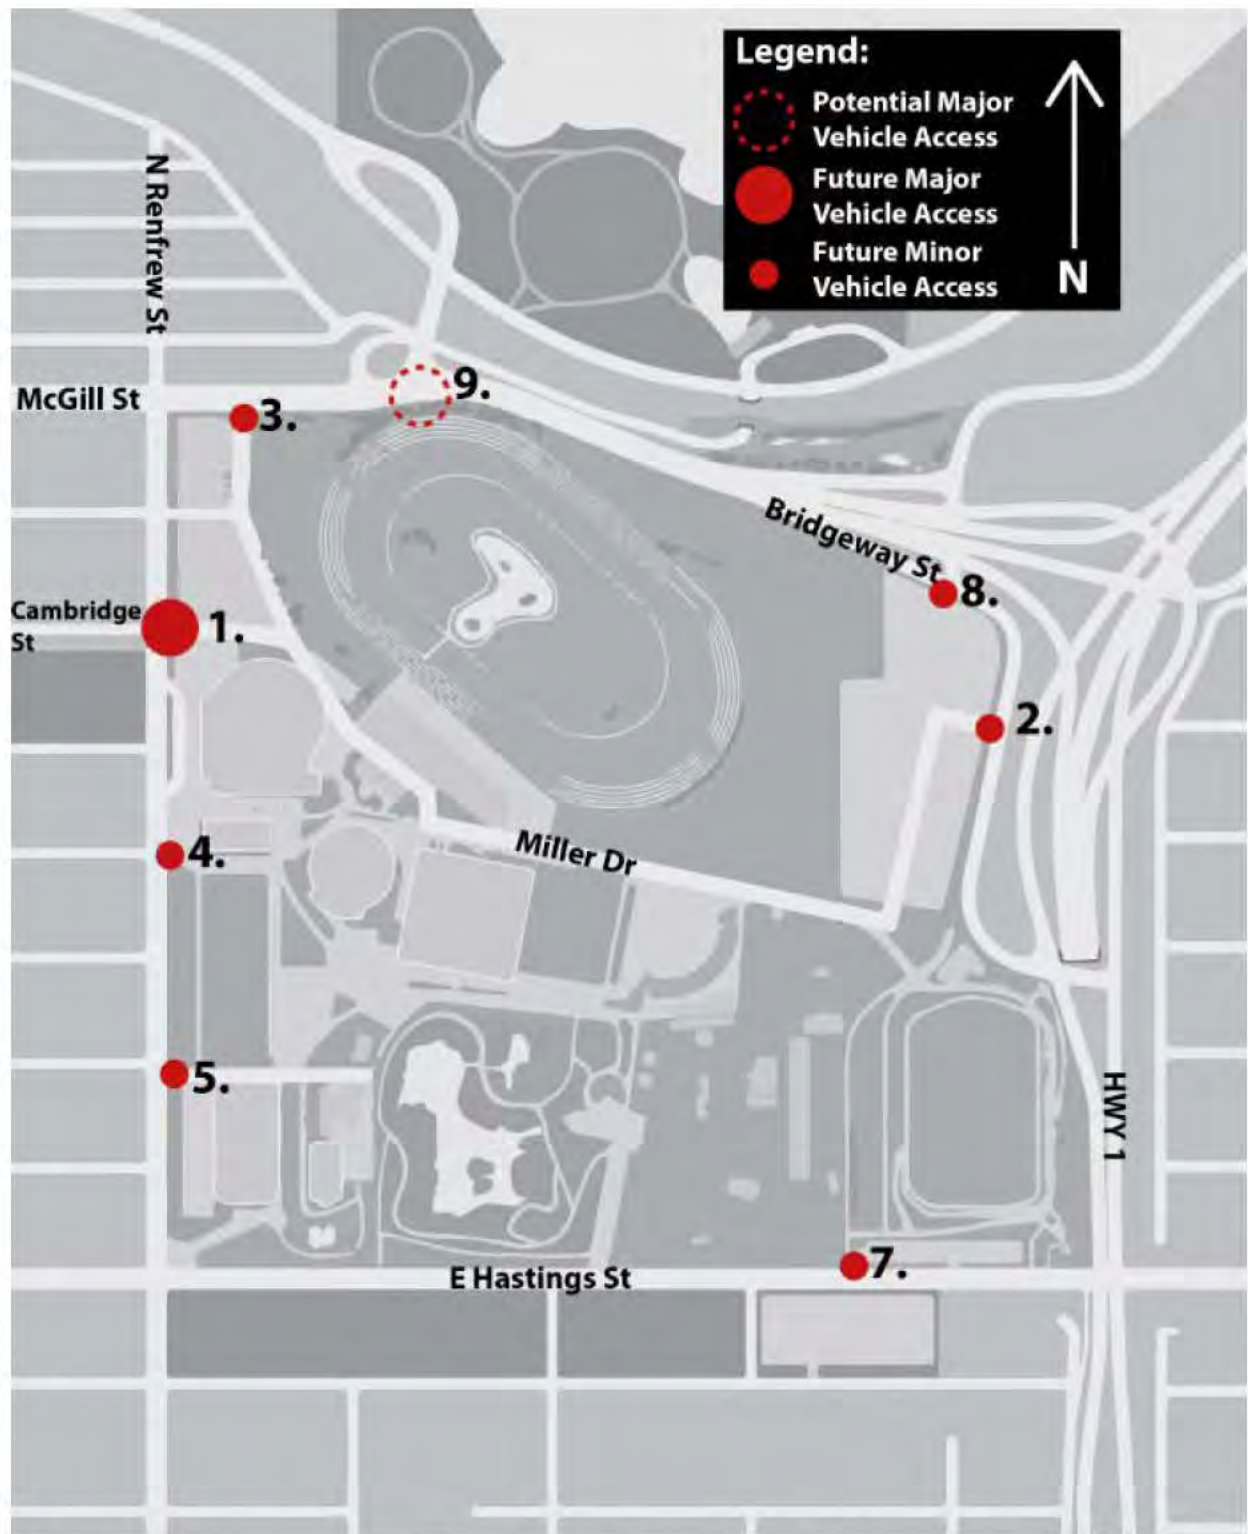 Legend:
Potential Major
Vehicle Access
Future Major
Vehicle Access
Future Minor
Vehicle Access
N
N Renfrew St
McGill St
9.
3.
Bridgeway St
8.
Cambridge
St
1.
2.
Miller Dr
4.
5.
HWY 1
7.
E Hastings St